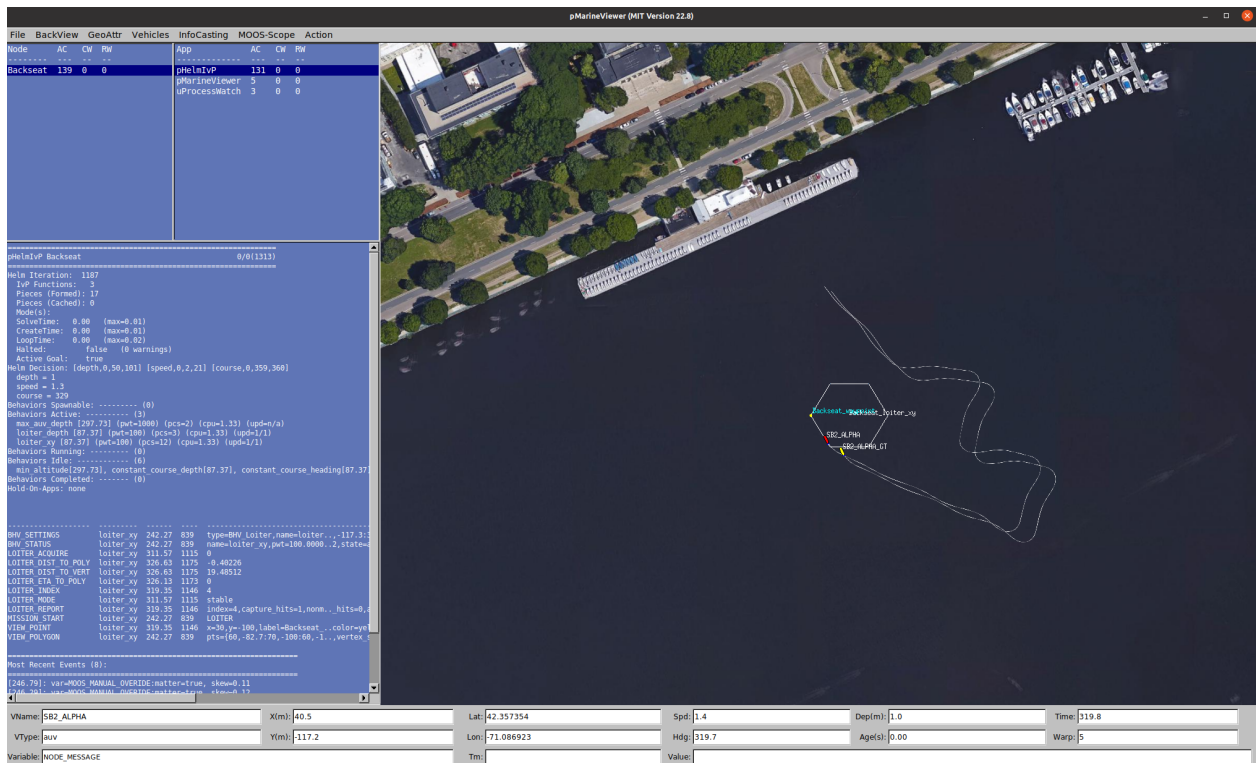 pMarineViewer (MIT Version 22.8)
File BackView GeoAttr Vehicles InfoCasting MOOS-Scope Action
Node AC CW RW
-------- --- -- --
Backseat 139 0 0
App AC CW RW
------------- --- -- --
pHelmIvP 131 0 0
pMarineViewer 5 0 0
uProcessWatch 3 0 0
pHelmIvP Backseat 0/0(1313)
Helm Iteration: 1187
IvP Functions: 3
Pieces (Formed): 17
Pieces (Cached): 0
Mode(s):
SolveTime: 0.00 (max=0.01)
CreateTime: 0.00 (max=0.01)
LoopTime: 0.00 (max=0.02)
Halted: false (0 warnings)
Active Goal: true
Helm Decision: [depth,0,50,101] [speed,0,2,21] [course,0,359,360]
depth = 1
speed = 1.3
course = 329
Behaviors Spawnable: --------- (0)
Behaviors Active: ---------- (3)
max_auv_depth [297.73] (pwt=1000) (pcs=2) (cpu=1.33) (upd=n/a)
loiter_depth [87.37] (pwt=100) (pcs=3) (cpu=1.33) (upd=1/1)
loiter_xy [87.37] (pwt=100) (pcs=12) (cpu=1.33) (upd=1/1)
Behaviors Running: --------- (0)
Behaviors Idle: ---------- (6)
min_altitude[297.73], constant_course_depth[87.37], constant_course_heading[87.37]
Behaviors Completed: ------- (0)
Hold-On-Apps: none
BHV_SETTINGS loiter_xy 242.27 839 type=BHV_Loiter,name=loiter..,-117.3:
BHV_STATUS loiter_xy 242.27 839 name=loiter_xy,pwt=100.0000..2,state=a
LOITER_ACQUIRE loiter_xy 311.57 1115 0
LOITER_DIST_TO_POLY loiter_xy 326.63 1175 -0.40226
LOITER_DIST_TO_VERT loiter_xy 326.63 1175 19.48512
LOITER_ETA_TO_POLY loiter_xy 326.13 1173 0
LOITER_INDEX loiter_xy 319.35 1146 4
LOITER_MODE loiter_xy 311.57 1115 stable
LOITER_REPORT loiter_xy 319.35 1146 index=4,capture_hits=1,nonm.._hits=0,a
MISSION_START loiter_xy 242.27 839 LOITER
VIEW_POINT loiter_xy 319.35 1146 x=30,y=-100,label=Backseat_..color=yel
VIEW_POLYGON loiter_xy 242.27 839 pts={60,-82.7:70,-100:60,-1..,vertex_s
Most Recent Events (8):
[246.79]: var=MOOS_MANUAL_OVERIDE:matter=true, skew=0.11
[246.29]: var=MOOS_MANUAL_OVERIDE:matter=true, skew=0.12
Backseat_loiter_xy
SB2_ALPHA
SB2_ALPHA_GT
VName: SB2_ALPHA X(m): 40.5 Lat: 42.357354 Spd: 1.4 Dep(m): 1.0 Time: 319.8
VType: auv Y(m): -117.2 Lon: -71.086923 Hdg: 319.7 Age(s): 0.00 Warp: 5
Variable: NODE_MESSAGE Tm: Value: